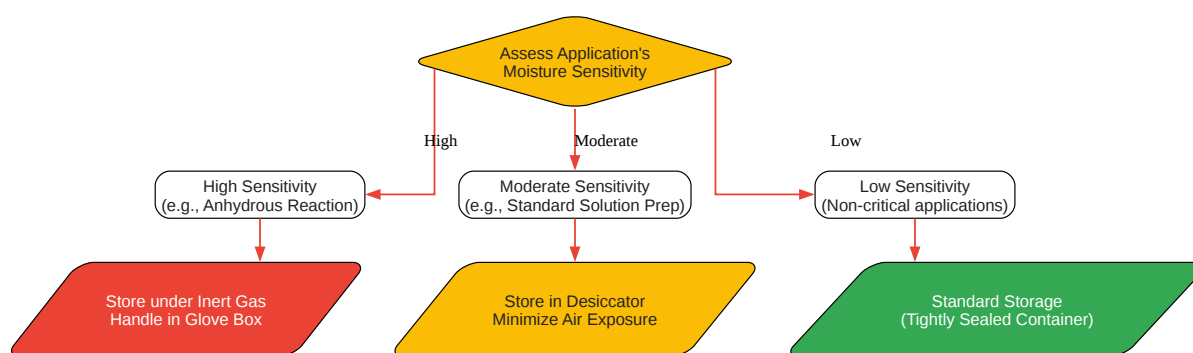 Assess Application's
Moisture Sensitivity
High
Moderate
Low
High Sensitivity
(e.g., Anhydrous Reaction)
Moderate Sensitivity
(e.g., Standard Solution Prep)
Low Sensitivity
(Non-critical applications)
Store under Inert Gas
Handle in Glove Box
Store in Desiccator
Minimize Air Exposure
Standard Storage
(Tightly Sealed Container)